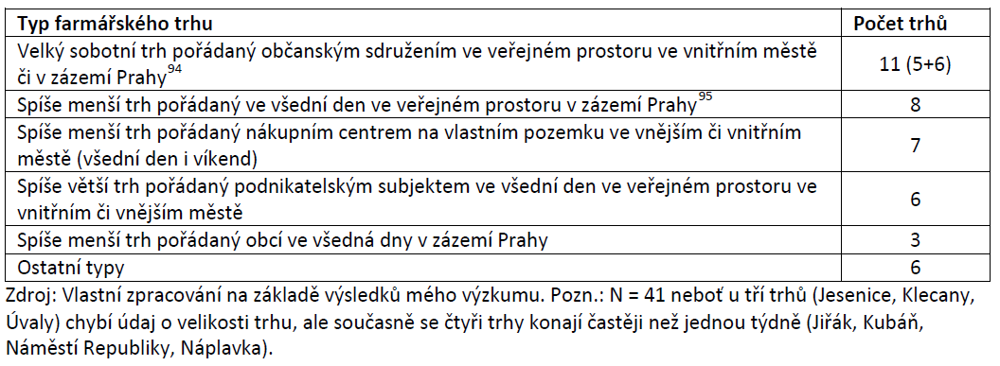 Typ farmářského trhu Počet trhů
Velký sobotní trh pořádaný občanským sdružením ve veřejném prostoru ve vnitřním městě
či v zázemí Prahy94 11 (5+6)
Spíše menší trh pořádaný ve všední den ve veřejném prostoru v zázemí Prahy95 8
Spíše menší trh pořádaný nákupním centrem na vlastním pozemku ve vnějším či vnitřním
městě (všední den i víkend) 7
Spíše větší trh pořádaný podnikatelským subjektem ve všední den ve veřejném prostoru ve
vnitřním či vnějším městě 6
Spíše menší trh pořádaný obcí ve všedná dny v zázemí Prahy 3
Ostatní typy 6
Zdroj: Vlastní zpracování na základě výsledků mého výzkumu. Pozn.: N = 41 neboť u tří trhů (Jesenice, Klecany,
Úvaly) chybí údaj o velikosti trhu, ale současně se čtyři trhy konají častěji než jednou týdně (Jiřák, Kubáň,
Náměstí Republiky, Náplavka).